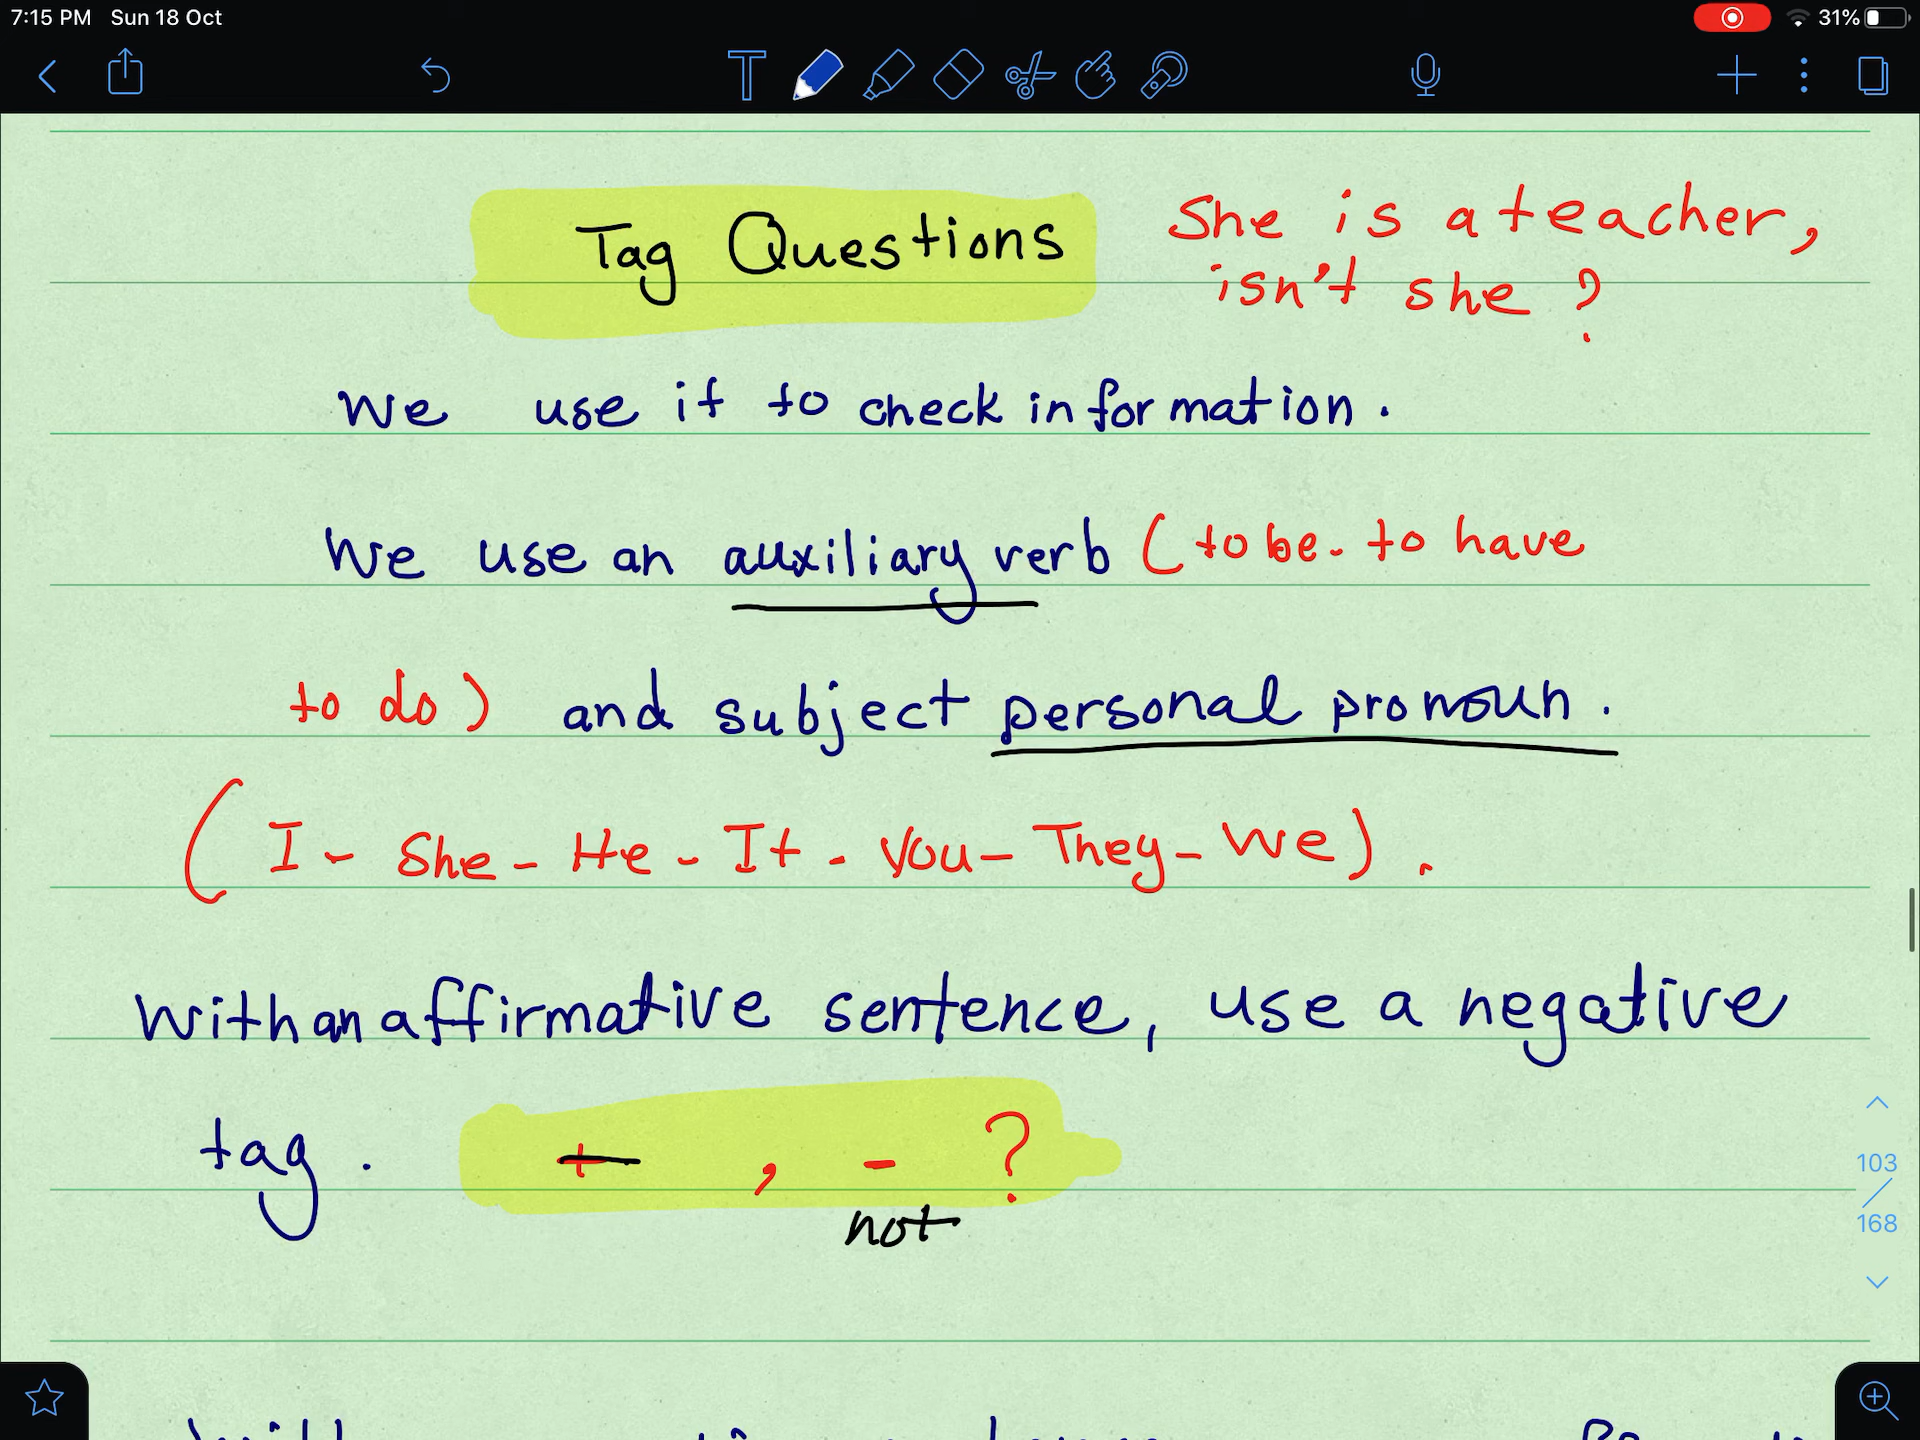 7:15 PM Sun 18 Oct
31%
Tag Questions
She is a teacher,
isn't she?
We use it to check information.
We use an auxiliary verb (to be - to have
to do) and subject personal pronoun.
(I - She - He - It - You - They - We).
With an affirmative sentence, use a negative
tag. + , - ?
not
103
168